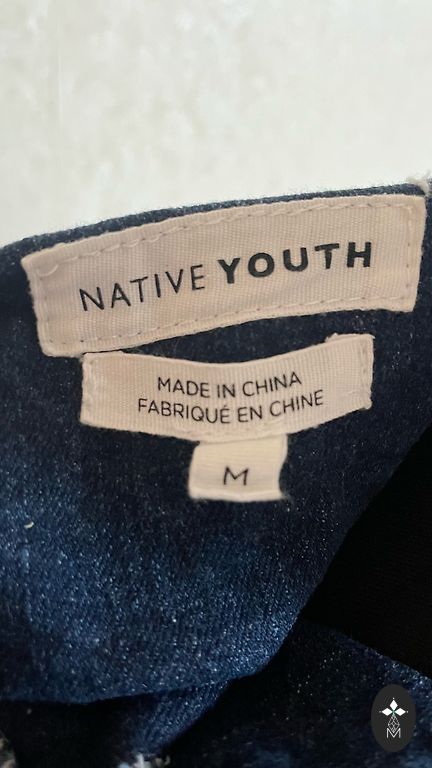 NATIVE YOUTH
MADE IN CHINA
FABRIQUÉ EN CHINE
M
M